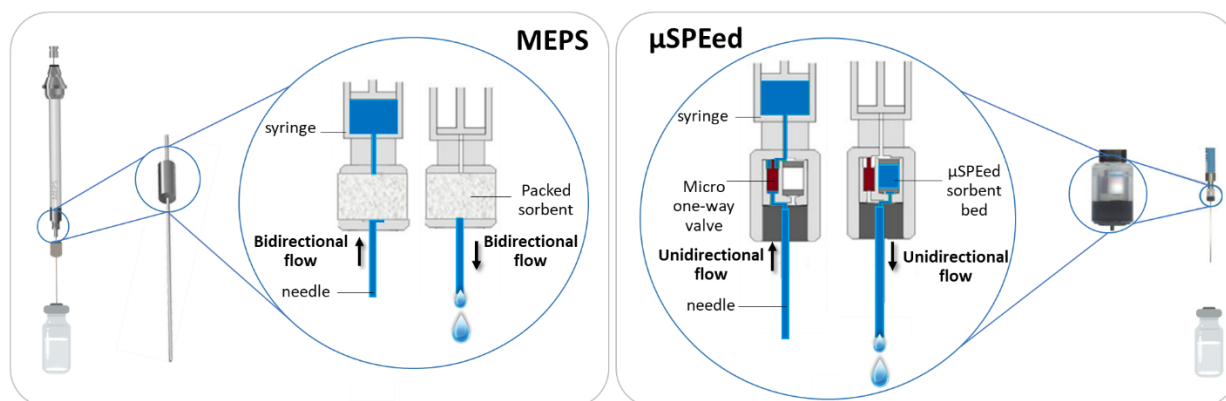 MEPS
syringe
Packed
sorbent
Bidirectional
flow
Bidirectional
flow
needle
µSPEed
syringe
Micro
one-way
valve
µSPEed
sorbent
bed
Unidirectional
flow
Unidirectional
flow
needle